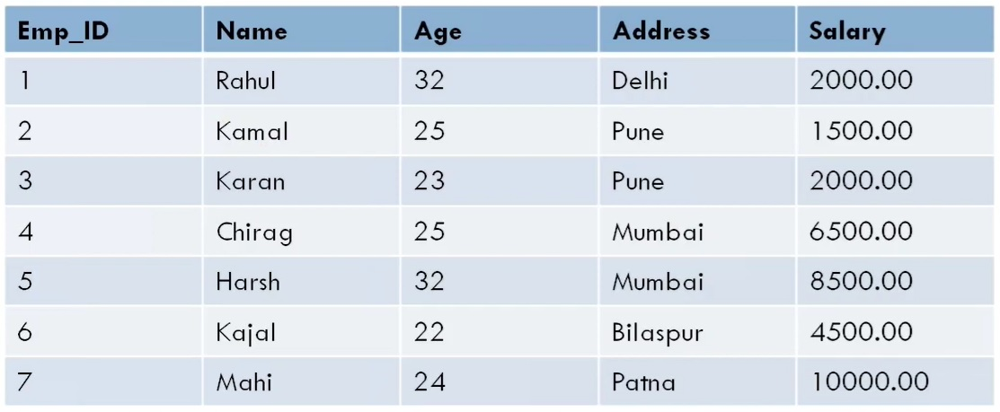 Emp_ID Name Age Address Salary
1 Rahul 32 Delhi 2000.00
2 Kamal 25 Pune 1500.00
3 Karan 23 Pune 2000.00
4 Chirag 25 Mumbai 6500.00
5 Harsh 32 Mumbai 8500.00
6 Kajal 22 Bilaspur 4500.00
7 Mahi 24 Patna 10000.00